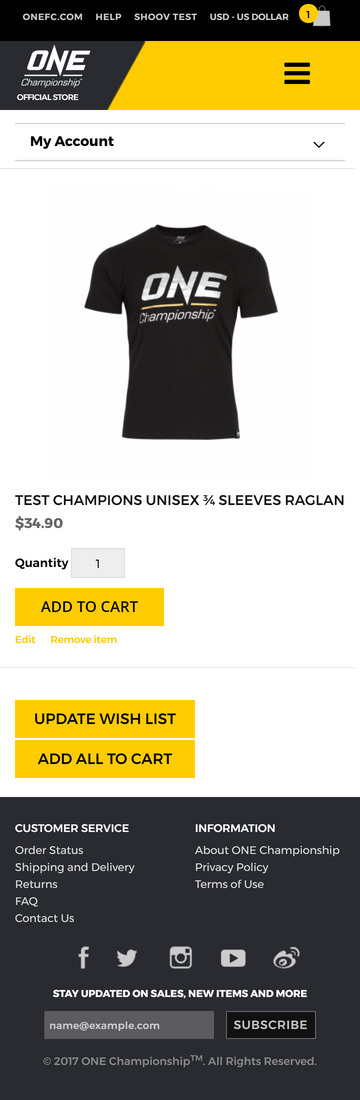 ONEFC.COM HELP SHOOV TEST USD - US DOLLAR 1
ONE
Championship
OFFICIAL STORE
My Account
ONE
Championship
TEST CHAMPIONS UNISEX ¾ SLEEVES RAGLAN
$34.90
Quantity 1
ADD TO CART
Edit Remove item
UPDATE WISH LIST
ADD ALL TO CART
CUSTOMER SERVICE
Order Status
Shipping and Delivery
Returns
FAQ
Contact Us
INFORMATION
About ONE Championship
Privacy Policy
Terms of Use
STAY UPDATED ON SALES, NEW ITEMS AND MORE
name@example.com SUBSCRIBE
© 2017 ONE Championship™. All Rights Reserved.